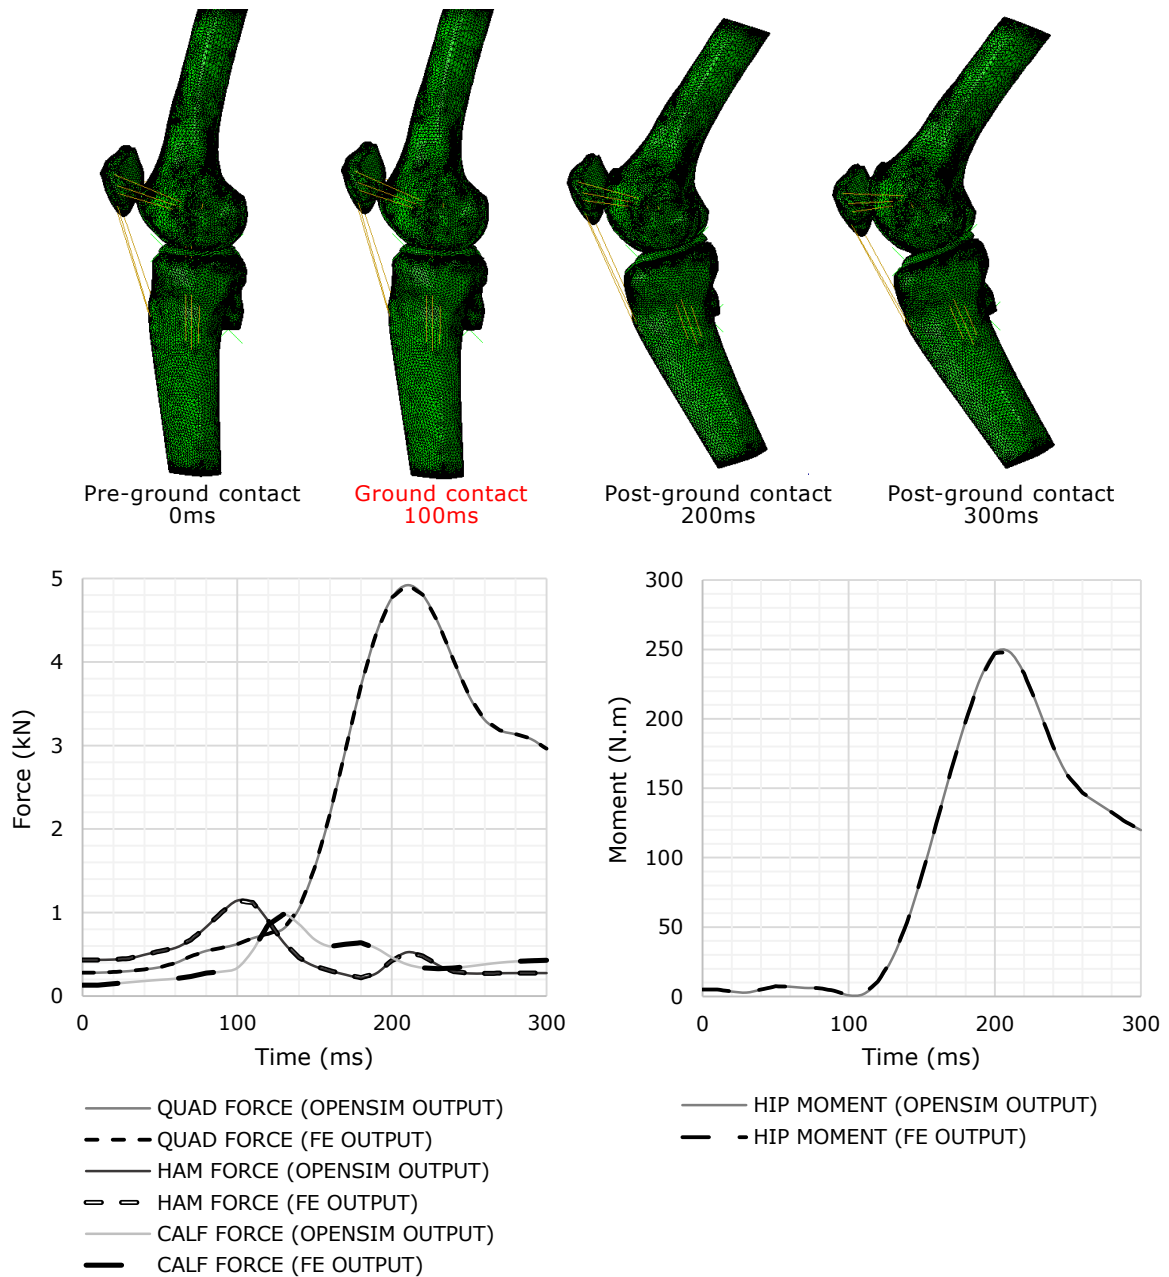 Pre-ground contact
0ms
Ground contact
100ms
Post-ground contact
200ms
Post-ground contact
300ms
5
4
3
2
1
0
Force (kN)
0 100 200 300
Time (ms)
QUAD FORCE (OPENSIM OUTPUT)
QUAD FORCE (FE OUTPUT)
HAM FORCE (OPENSIM OUTPUT)
HAM FORCE (FE OUTPUT)
CALF FORCE (OPENSIM OUTPUT)
CALF FORCE (FE OUTPUT)
300
250
200
150
100
50
0
Moment (N.m)
0 100 200 300
Time (ms)
HIP MOMENT (OPENSIM OUTPUT)
HIP MOMENT (FE OUTPUT)